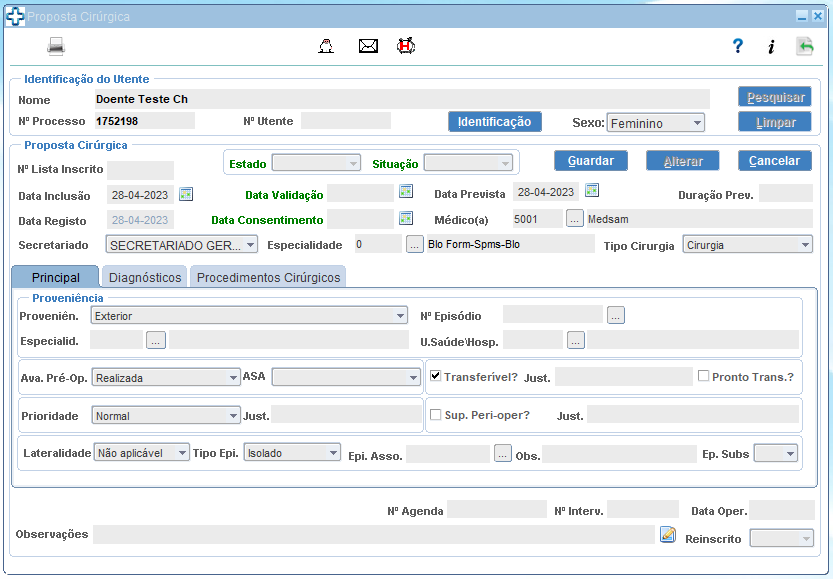 Proposta Cirúrgica
Identificação do Utente
Nome Doente Teste Ch Pesquisar
Nº Processo 1752198 Nº Utente Identificação Sexo: Feminino Limpar
Proposta Cirúrgica
Nº Lista Inscrito Estado Situação Guardar Alterar Cancelar
Data Inclusão 28-04-2023 Data Validação Data Prevista 28-04-2023 Duração Prev.
Data Registo 28-04-2023 Data Consentimento Médico(a) 5001 ... Medsam
Secretariado SECRETARIADO GER... Especialidade 0 ... Blo Form-Spms-Blo Tipo Cirurgia Cirurgia
Principal Diagnósticos Procedimentos Cirúrgicos
Proveniência
Proveniên. Exterior Nº Episódio ...
Especialid. ... U.Saúde\Hosp. ...
Ava. Pré-Op. Realizada ASA Transferível? Just. Pronto Trans.?
Prioridade Normal Just. Sup. Peri-oper? Just.
Lateralidade Não aplicável Tipo Epi. Isolado Epi. Asso. ... Obs. Ep. Subs
Nº Agenda Nº Interv. Data Oper.
Observações Reinscrito